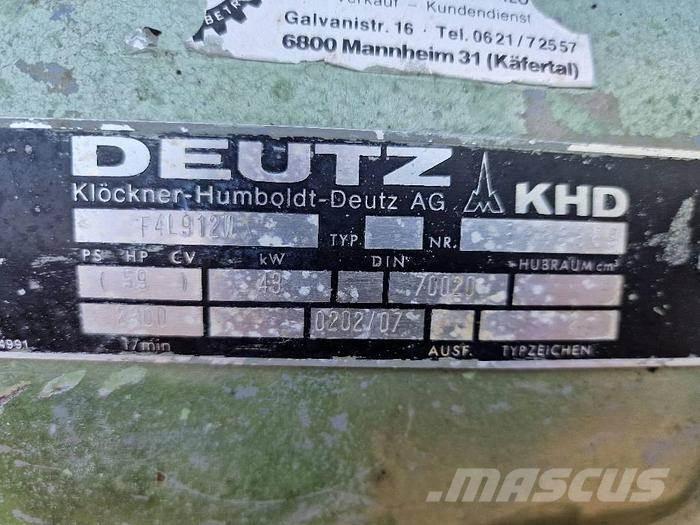 BETR
Verkauf - Kundendienst
Galvanistr. 16 · Tel. 0621/72557
6800 Mannheim 31 (Käfertal)
DEUTZ
Klöckner-Humboldt-Deutz AG KHD
F4L912W TYP NR.
PS HP CV kW DIN HUBRAUM cm³
( 59 ) 43 70020
2300 0202/07
4991 1/min AUSF. TYPZEICHEN
MASCUS